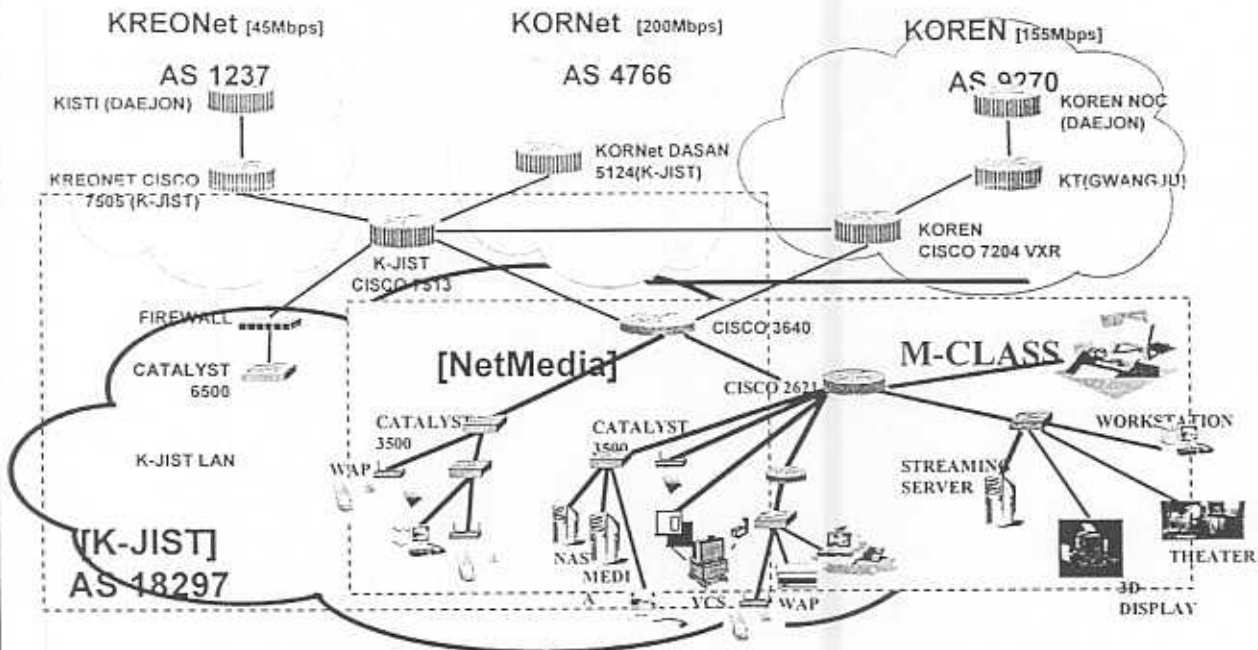 KREONet [45Mbps]
KORNet [200Mbps]
KOREN [155Mbps]
AS 1237
AS 4766
AS 9270
KISTI (DAEJON)
KOREN NOC
(DAEJON)
KORNet DASAN
5124(K-JIST)
KREONET CISCO
7505 (K-JIST)
KT(GWANGJU)
KOREN
CISCO 7204 VXR
K-JIST
CISCO 7513
FIREWALL
CISCO 3640
CATALYST
6500
[NetMedia]
M-CLASS
CISCO 2621
CATALYST
3500
CATALYST
3500
WORKSTATION
WAP
K-JIST LAN
STREAMING
SERVER
[K-JIST]
AS 18297
NAS
MEDI
A
VCS
WAP
THEATER
3D
DISPLAY